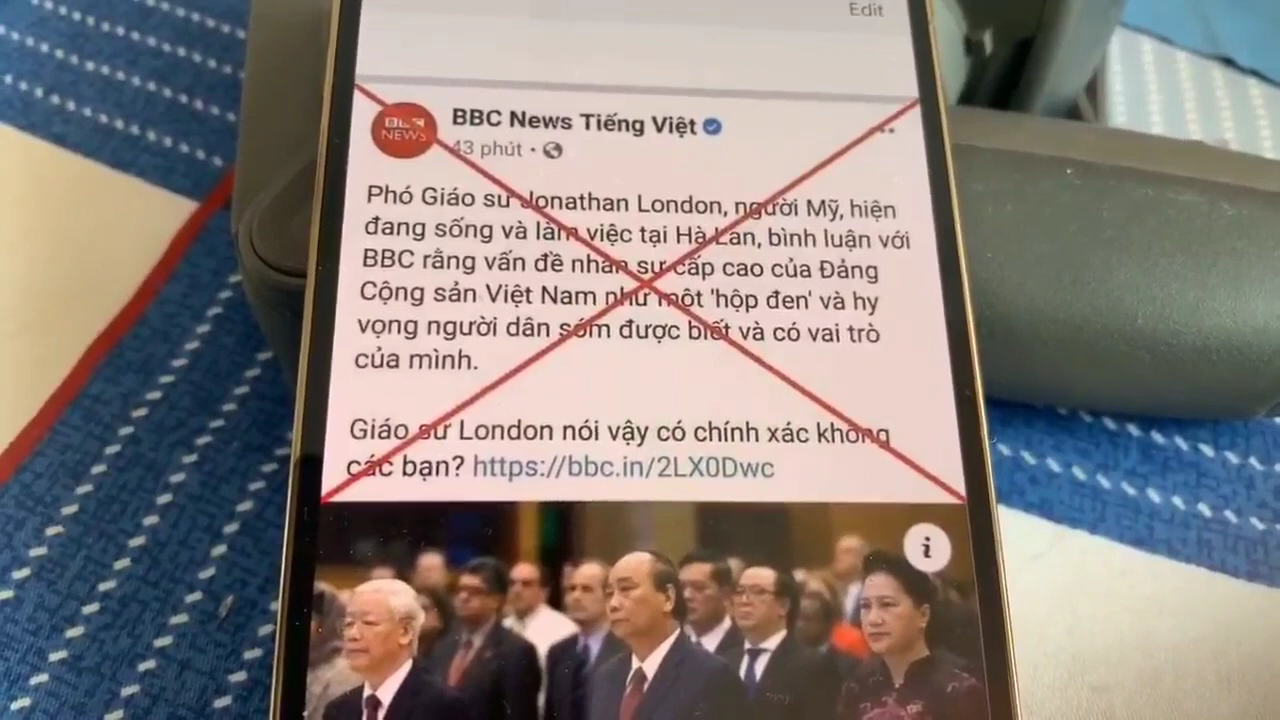 Edit
BBC
NEWS
BBC News Tiếng Việt
43 phút
Phó Giáo sư Jonathan London, người Mỹ, hiện
đang sống và làm việc tại Hà Lan, bình luận với
BBC rằng vấn đề nhân sự cấp cao của Đảng
Cộng sản Việt Nam như một 'hộp đen' và hy
vọng người dân sớm được biết và có vai trò
của mình.
Giáo sư London nói vậy có chính xác không
các bạn? https://bbc.in/2LX0Dwc
i